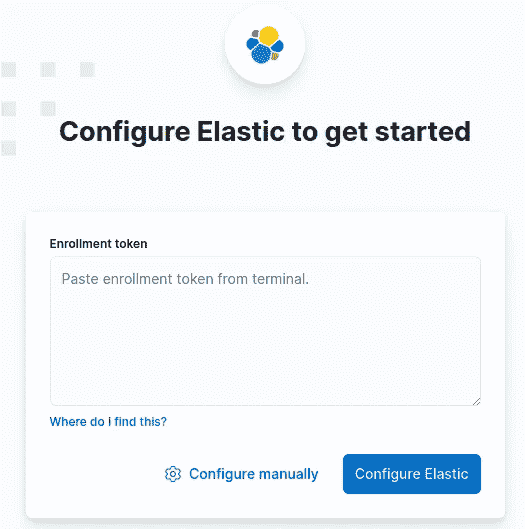 Configure Elastic to get started
Enrollment token
Paste enrollment token from terminal.
Where do I find this?
Configure manually
Configure Elastic